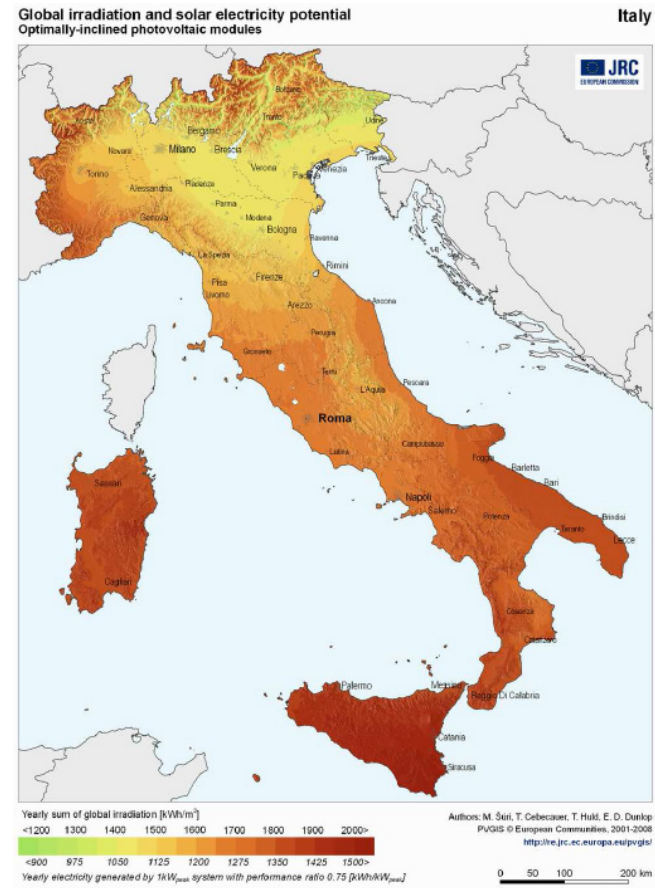 Global irradiation and solar electricity potential
Optimally-inclined photovoltaic modules
Italy
JRC
EUROPEAN COMMISSION
Bolzano
Aosta
Trento
Udine
Bergamo
Novara
Milano
Brescia
Trieste
Verona
Venezia
Padova
Torino
Piacenza
Alessandria
Parma
Genova
Modena
Bologna
Ravenna
La Spezia
Rimini
Firenze
Pisa
Livorno
Arezzo
Ancona
Perugia
Grosseto
Terni
L'Aquila
Pescara
Roma
Campobasso
Latina
Foggia
Barletta
Sassari
Bari
Napoli
Salerno
Potenza
Brindisi
Taranto
Lecce
Cagliari
Cosenza
Catanzaro
Palermo
Messina
Reggio Di Calabria
Catania
Siracusa
Yearly sum of global irradiation [kWh/m²]
<1200 1300 1400 1500 1600 1700 1800 1900 2000>
<900 975 1050 1125 1200 1275 1350 1425 1500>
Yearly electricity generated by 1kWpeak system with performance ratio 0.75 [kWh/kWpeak]
Authors: M. Šúri, T. Cebecauer, T. Huld, E. D. Dunlop
PVGIS © European Communities, 2001-2008
http://re.jrc.ec.europa.eu/pvgis/
0 50 100 200 km